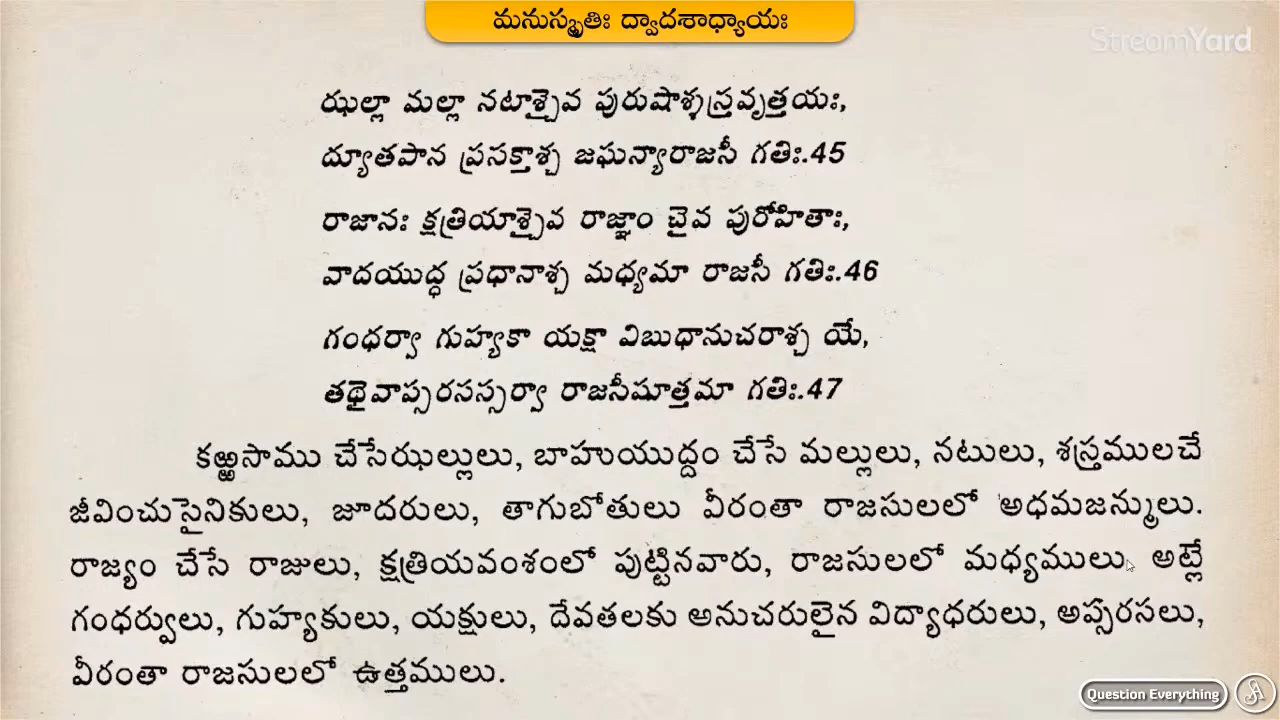 మనుస్మృతిః ద్వాదశాధ్యాయః
StreamYard
ఝల్లా మల్లా నటాశ్చైవ పురుషాశ్శస్త్రవృత్తయః,
ద్యూతపాన ప్రసక్తాశ్చ జఘన్యారాజసీ గతిః.45
రాజానః క్షత్రియాశ్చైవ రాజ్ఞాం చైవ పురోహితాః,
వాదయుద్ధ ప్రధానాశ్చ మధ్యమా రాజసీ గతిః.46
గంధర్వా గుహ్యకా యక్షా విబుధానుచరాశ్చ యే,
తథైవాప్సరసస్సర్వా రాజసీషూత్తమా గతిః.47
కఱ్ఱసాము చేసేఝల్లులు, బాహుయుద్దం చేసే మల్లులు, నటులు, శస్త్రములచే
జీవించుసైనికులు, జూదరులు, తాగుబోతులు వీరంతా రాజసులలో అధమజన్ములు.
రాజ్యం చేసే రాజులు, క్షత్రియవంశంలో పుట్టినవారు, రాజసులలో మధ్యములు. అట్లే
గంధర్వులు, గుహ్యకులు, యక్షులు, దేవతలకు అనుచరులైన విద్యాధరులు, అప్సరసలు,
వీరంతా రాజసులలో ఉత్తములు.
Question Everything